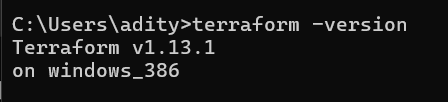 C:\Users\adity>terraform -version
Terraform v1.13.1
on windows_386